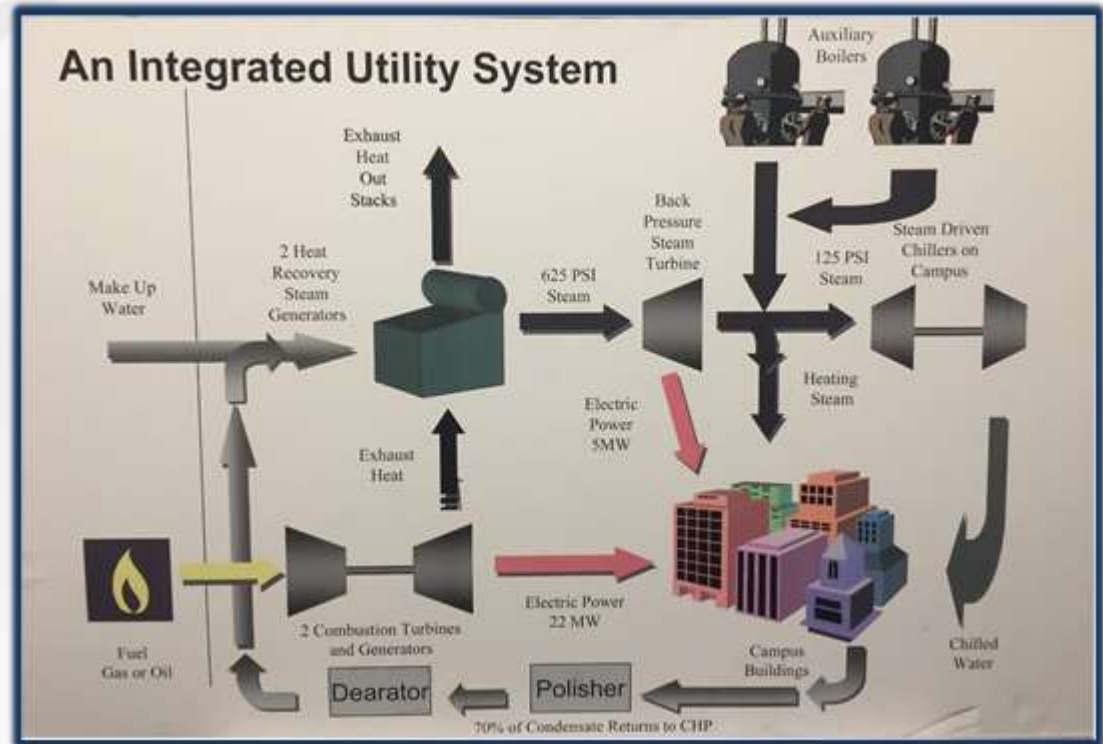 An Integrated Utility System
Auxiliary
Boilers
Exhaust
Heat
Out
Stacks
Back
Pressure
Steam
Turbine
Steam Driven
Chillers on
Campus
2 Heat
Recovery
Steam
Generators
625 PSI
Steam
125 PSI
Steam
Make Up
Water
Heating
Steam
Electric
Power
5MW
Exhaust
Heat
Electric Power
22 MW
2 Combustion Turbines
and Generators
Fuel
Gas or Oil
Campus
Buildings
Chilled
Water
Dearator
Polisher
70% of Condensate Returns to CHP